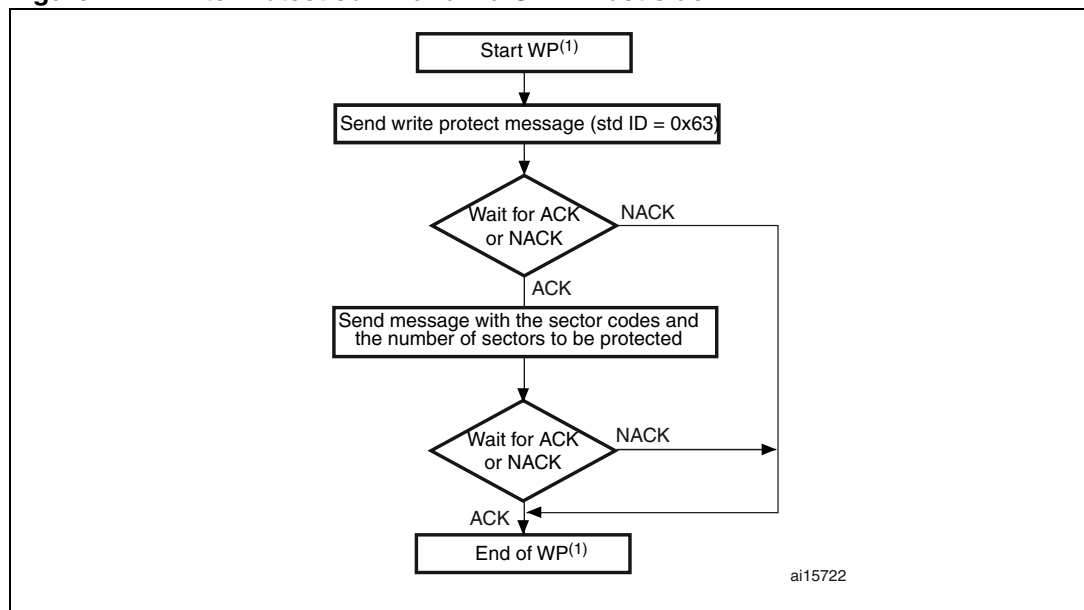 Start WP(1)
Send write protect message (std ID = 0x63)
Wait for ACK
or NACK
NACK
ACK
Send message with the sector codes and
the number of sectors to be protected
Wait for ACK
or NACK
NACK
ACK
End of WP(1)
ai15722